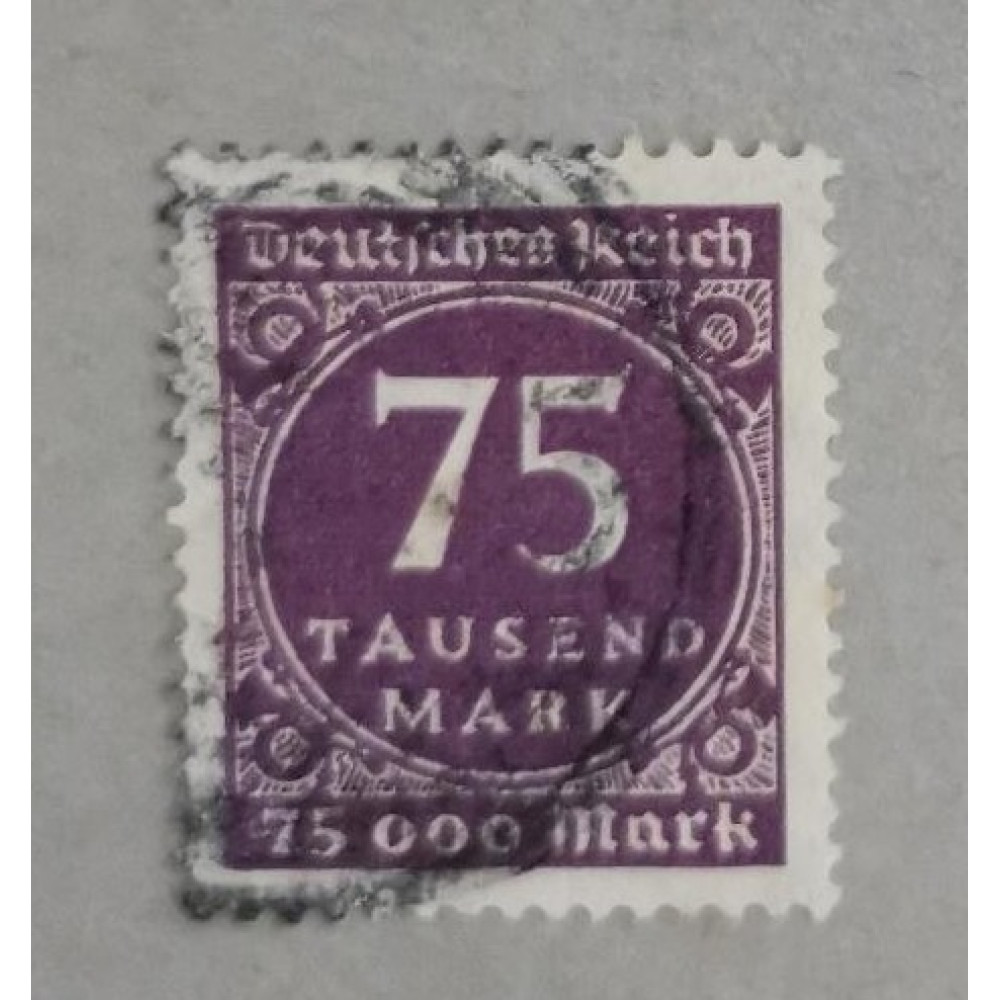 Deutsches Reich
75
TAUSEND
MARK
75 000 Mark